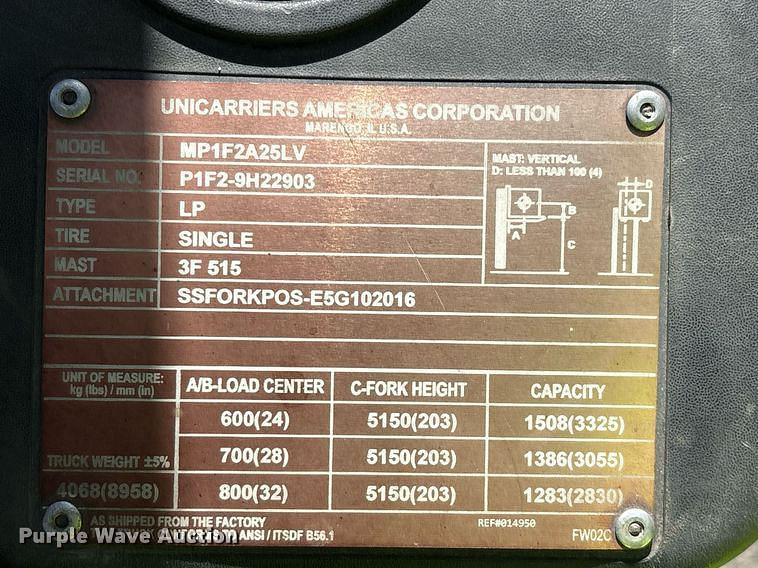 UNICARRIERS AMERICAS CORPORATION
MARENGO, IL U.S.A.
MODEL MP1F2A25LV
SERIAL NO. P1F2-9H22903
TYPE LP
TIRE SINGLE
MAST 3F 515
ATTACHMENT SSFORKPOS-E5G102016
MAST: VERTICAL
D: LESS THAN 100 (4)
D
B
A
C
UNIT OF MEASURE: kg (lbs) / mm (in)
A/B-LOAD CENTER C-FORK HEIGHT CAPACITY
600(24) 5150(203) 1508(3325)
TRUCK WEIGHT ±5% 700(28) 5150(203) 1386(3055)
4068(8958) 800(32) 5150(203) 1283(2830)
AS SHIPPED FROM THE FACTORY REF#014950
ANSI / ITSDF B56.1 FW02C
Purple Wave Auction